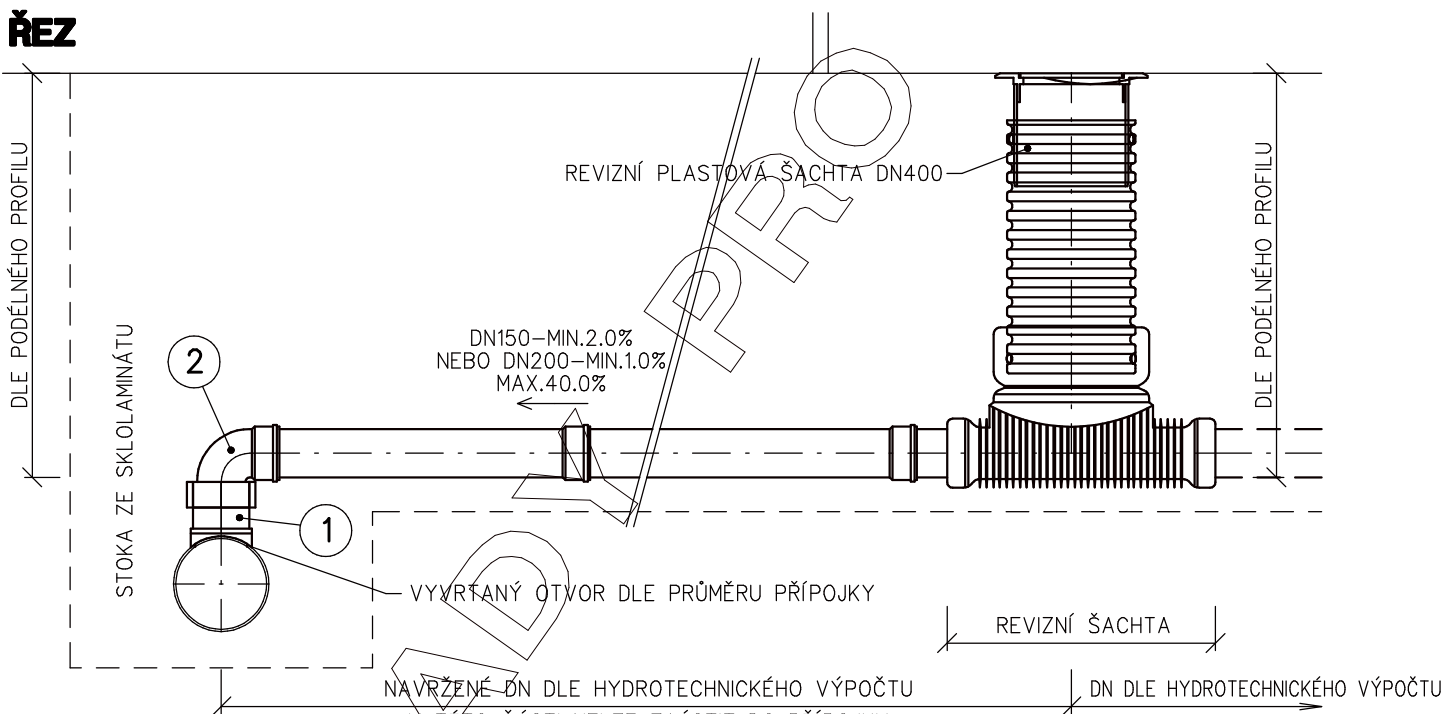 ŘEZ
REVIZNÍ PLASTOVÁ ŠACHTA DN400
DLE PODÉLNÉHO PROFILU
DLE PODÉLNÉHO PROFILU
STOKA ZE SKLOLAMINÁTU
DN150-MIN.2.0%
NEBO DN200-MIN.1.0%
MAX.40.0%
2
1
VYVRTANÝ OTVOR DLE PRŮMĚRU PŘÍPOJKY
REVIZNÍ ŠACHTA
NAVRŽENÉ DN DLE HYDROTECHNICKÉHO VÝPOČTU
DN DLE HYDROTECHNICKÉHO VÝPOČTU
ADY PRO